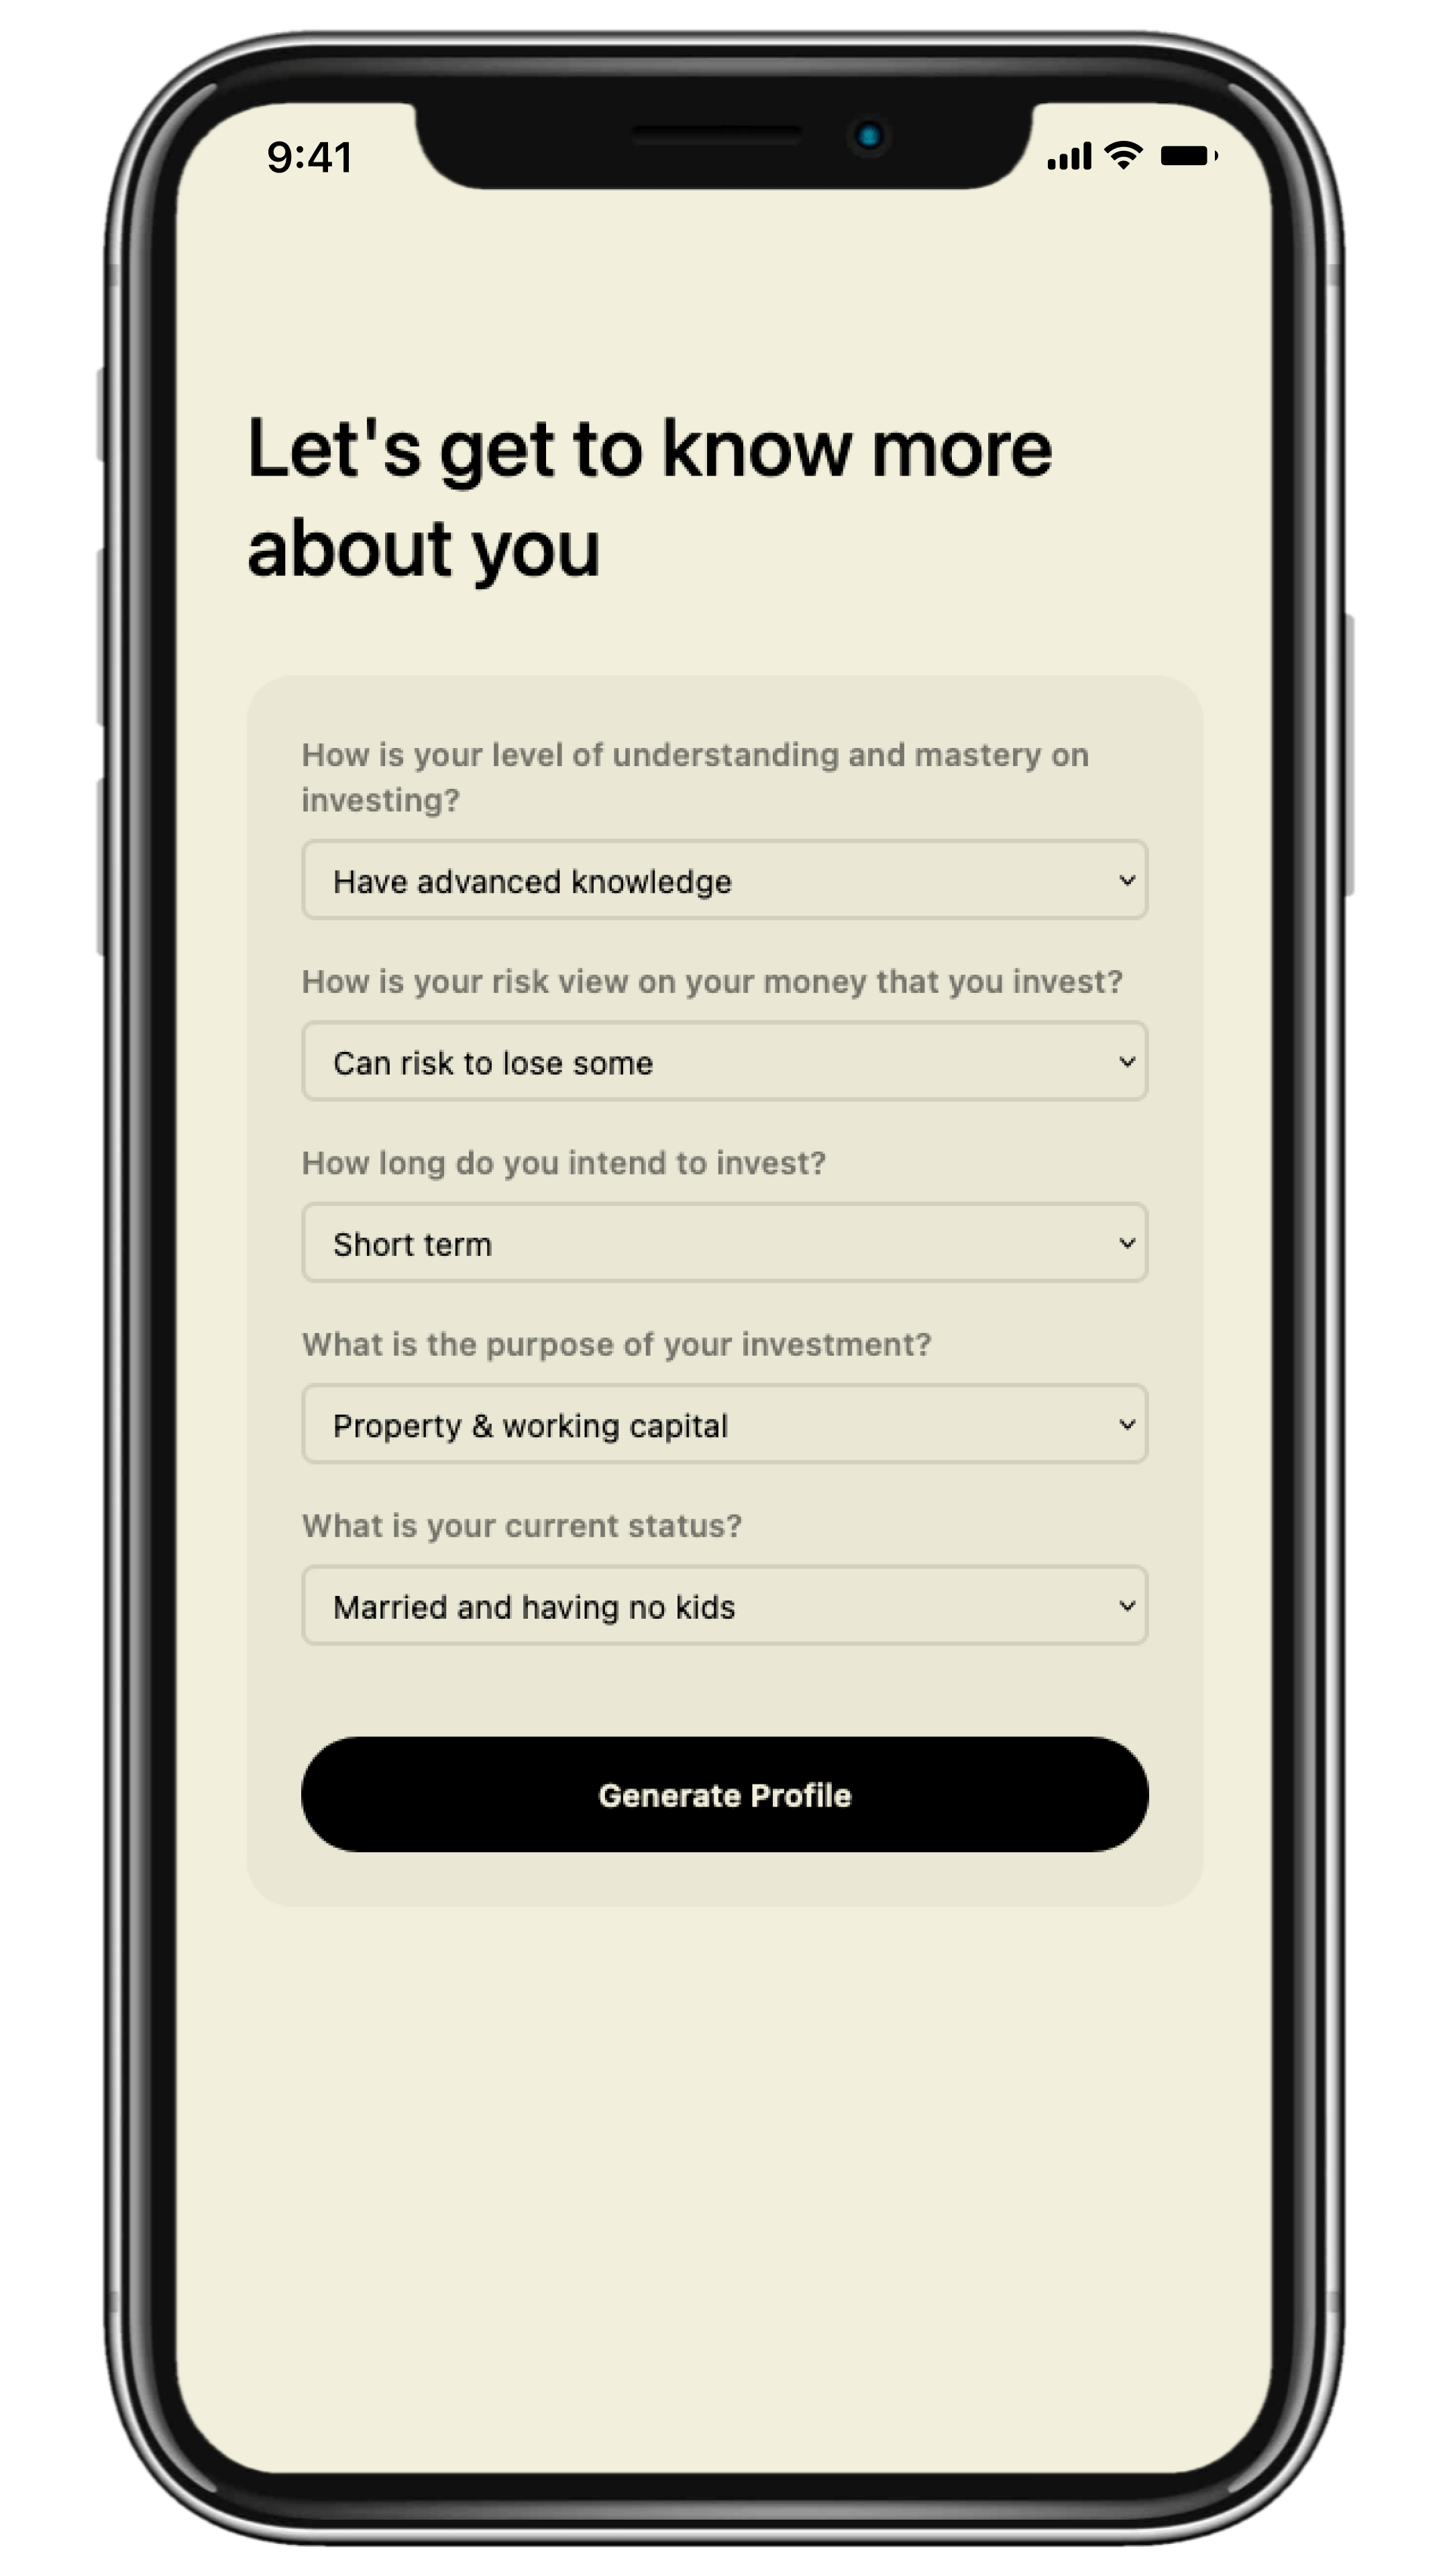 9:41
Let's get to know more
about you
How is your level of understanding and mastery on
investing?
Have advanced knowledge
How is your risk view on your money that you invest?
Can risk to lose some
How long do you intend to invest?
Short term
What is the purpose of your investment?
Property & working capital
What is your current status?
Married and having no kids
Generate Profile